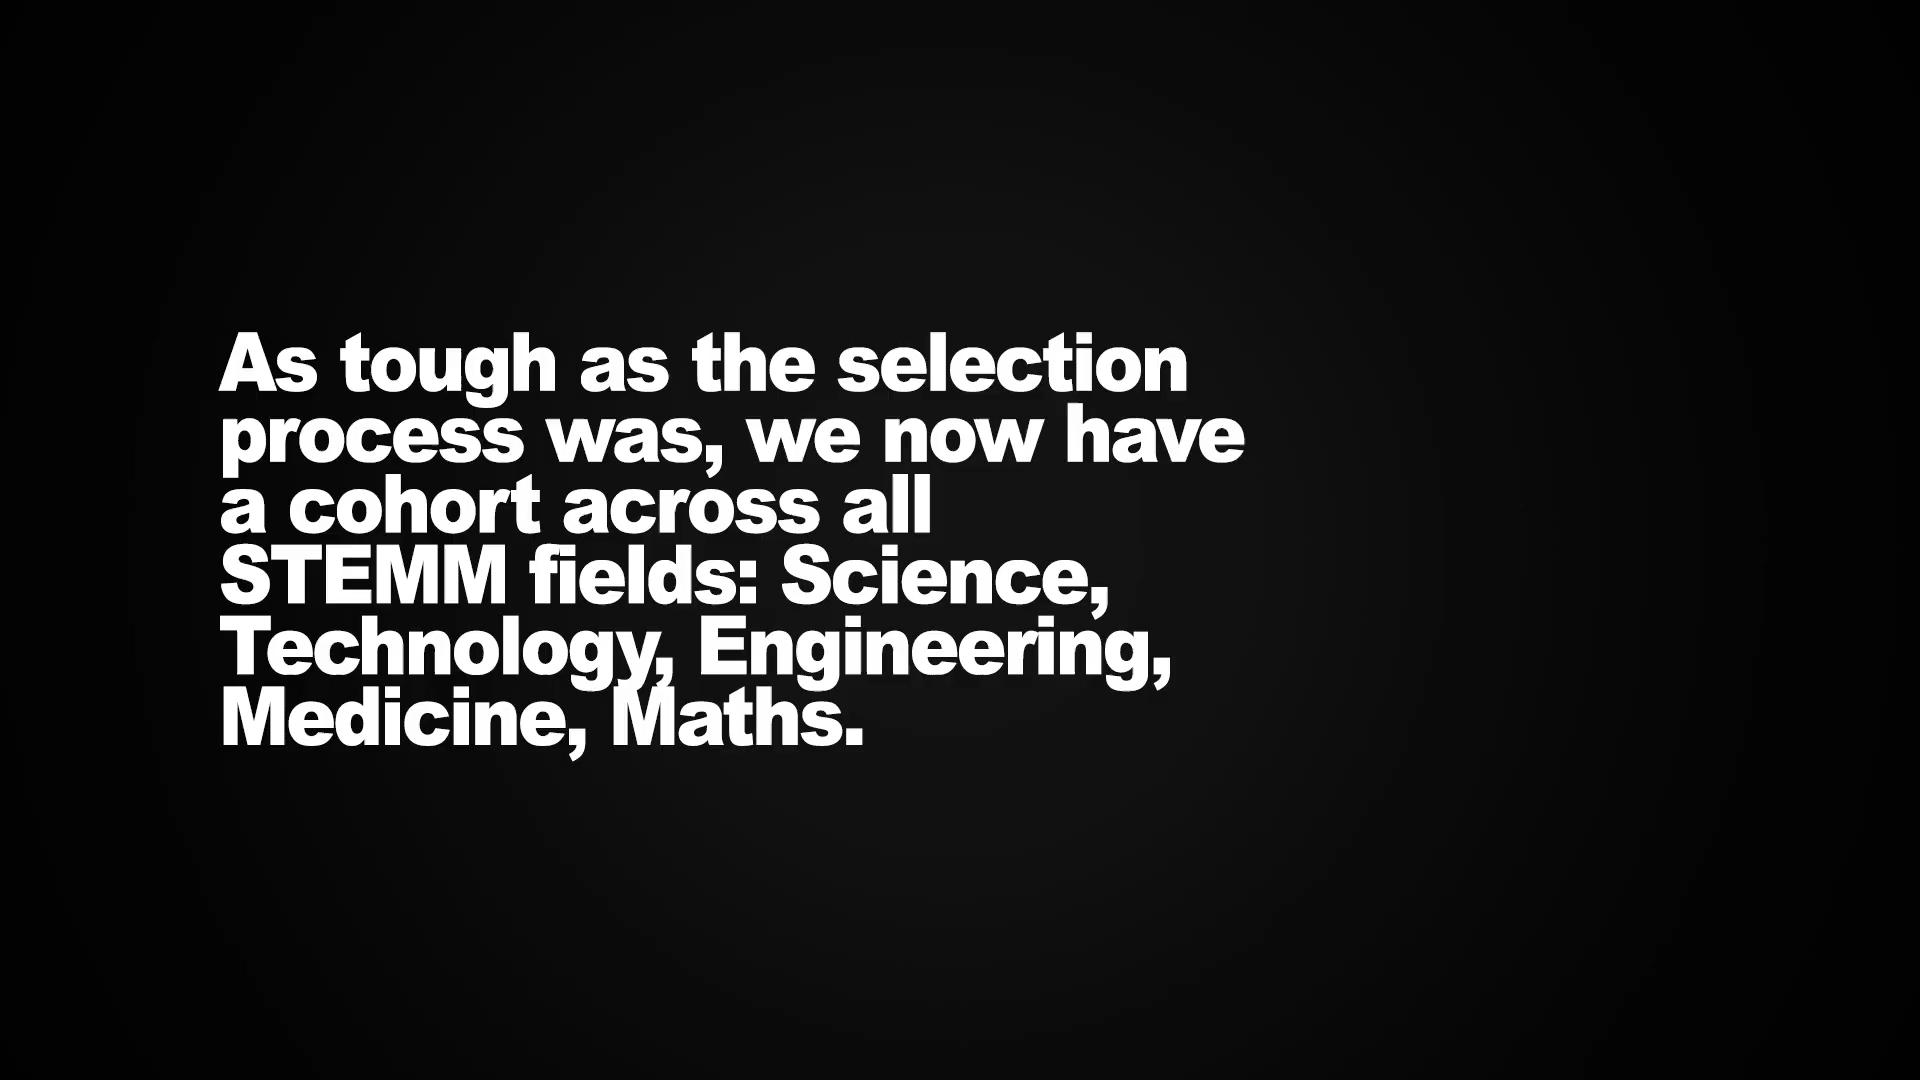 As tough as the selection
process was, we now have
a cohort across all
STEMM fields: Science,
Technology, Engineering,
Medicine, Maths.